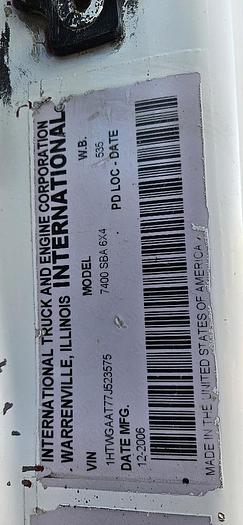 INTERNATIONAL TRUCK AND ENGINE CORPORATION
WARRENVILLE, ILLINOIS INTERNATIONAL
VIN MODEL W.B.
1HTWGAAT77J523575 7400 SBA 6X4 535
DATE MFG. PD LOC - DATE
12-2006
MADE IN THE UNITED STATES OF AMERICA